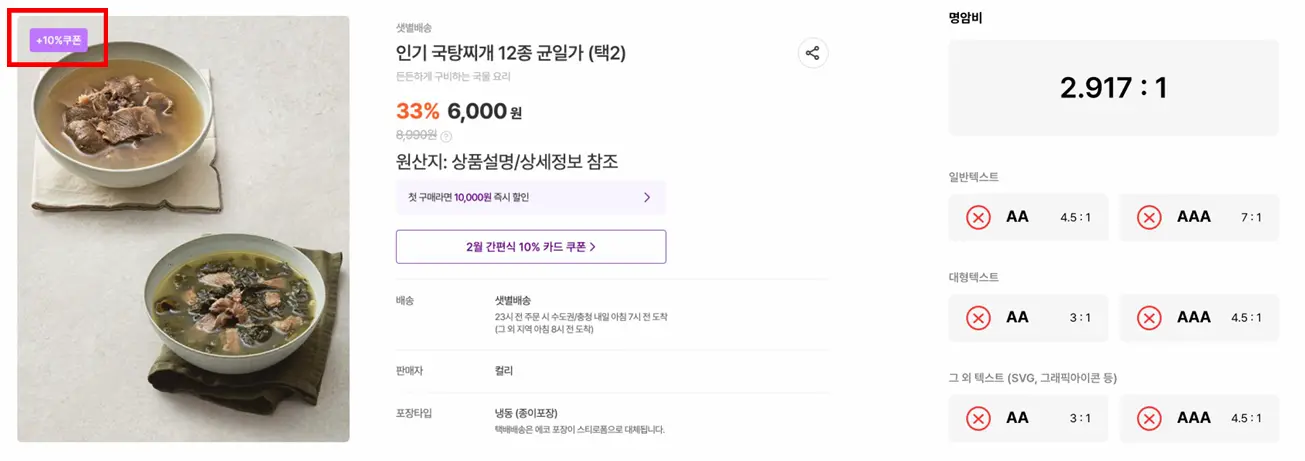 +10%쿠폰
샛별배송
인기 국탕찌개 12종 균일가 (택2)
든든하게 구비하는 국물 요리
33% 6,000 원
8,990원 ?
원산지: 상품설명/상세정보 참조
첫 구매라면 10,000원 즉시 할인 >
2월 간편식 10% 카드 쿠폰 >
배송 샛별배송
23시 전 주문 시 수도권/충청 내일 아침 7시 전 도착
(그 외 지역 아침 8시 전 도착)
판매자 컬리
포장타입 냉동 (종이포장)
택배배송은 에코 포장이 스티로폼으로 대체됩니다.
명암비
2.917 : 1
일반텍스트
AA 4.5 : 1 AAA 7 : 1
대형텍스트
AA 3 : 1 AAA 4.5 : 1
그 외 텍스트 (SVG, 그래픽아이콘 등)
AA 3 : 1 AAA 4.5 : 1